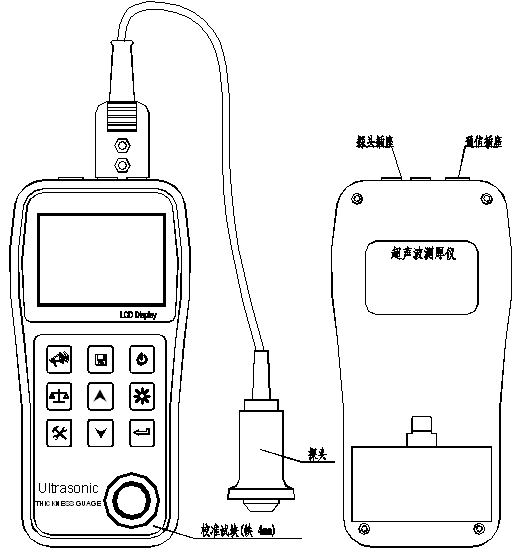 探头插座
通信插座
超声波测厚仪
LCD Display
探头
Ultrasonic
THICKNESS GUAGE
校准试块(铁 4mm)